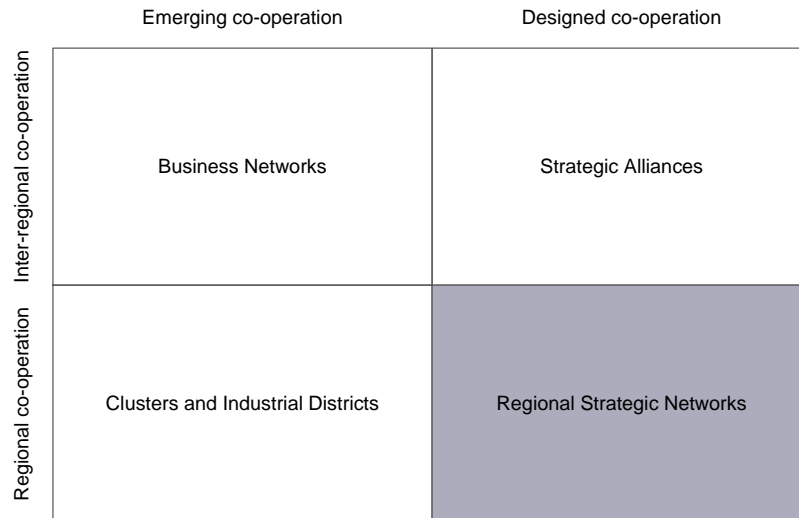 Emerging co-operation
Designed co-operation
Inter-regional co-operation
Business Networks
Strategic Alliances
Regional co-operation
Clusters and Industrial Districts
Regional Strategic Networks